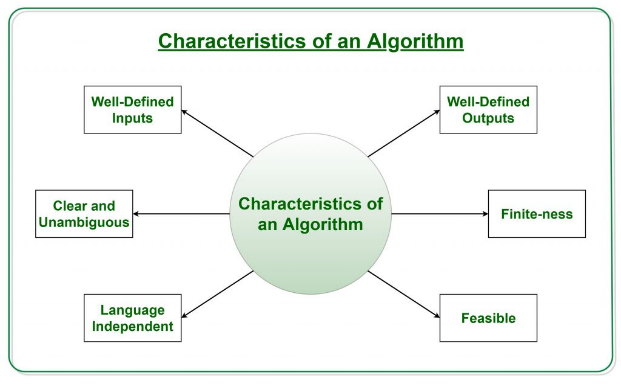 Characteristics of an Algorithm
Well-Defined
Inputs
Well-Defined
Outputs
Clear and
Unambiguous
Characteristics of
an Algorithm
Finite-ness
Language
Independent
Feasible